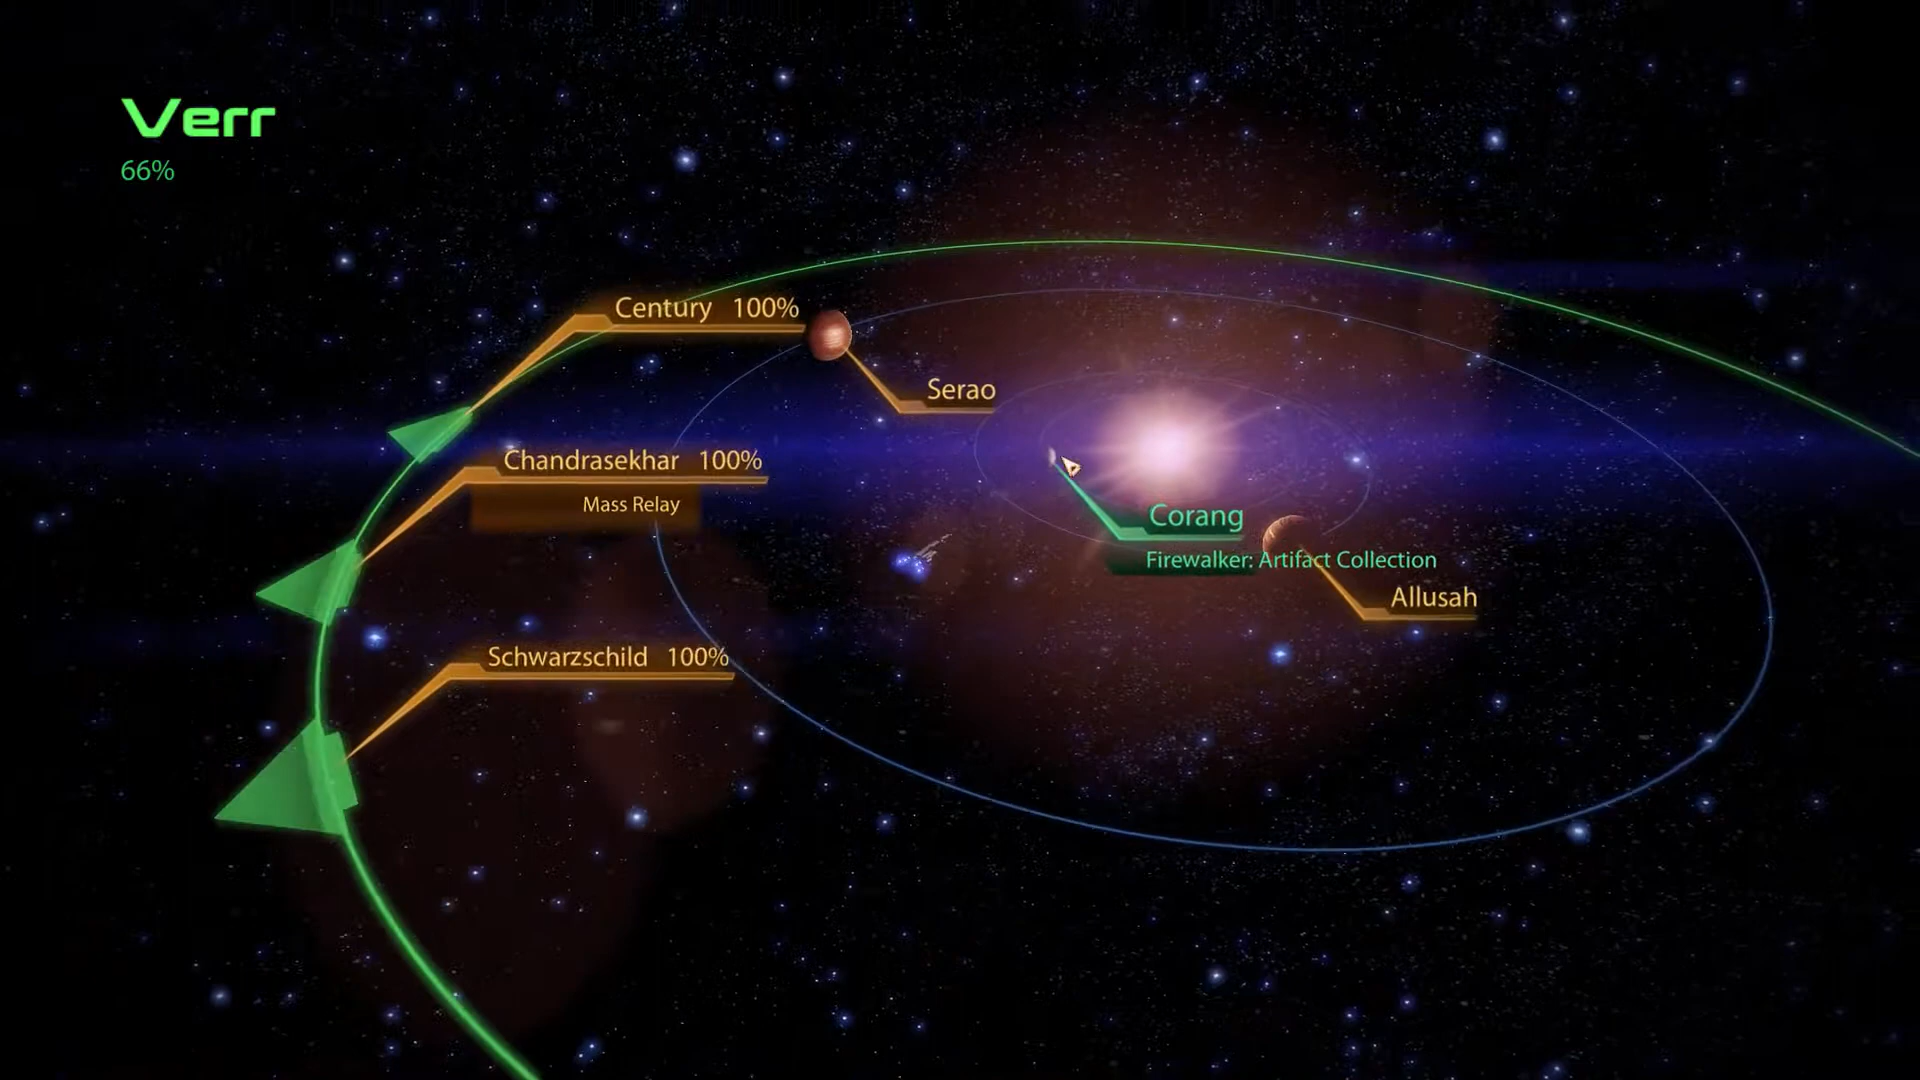 Verr
66%
Century 100%
Serao
Chandrasekhar 100%
Mass Relay
Corang
Firewalker: Artifact Collection
Allusah
Schwarzschild 100%